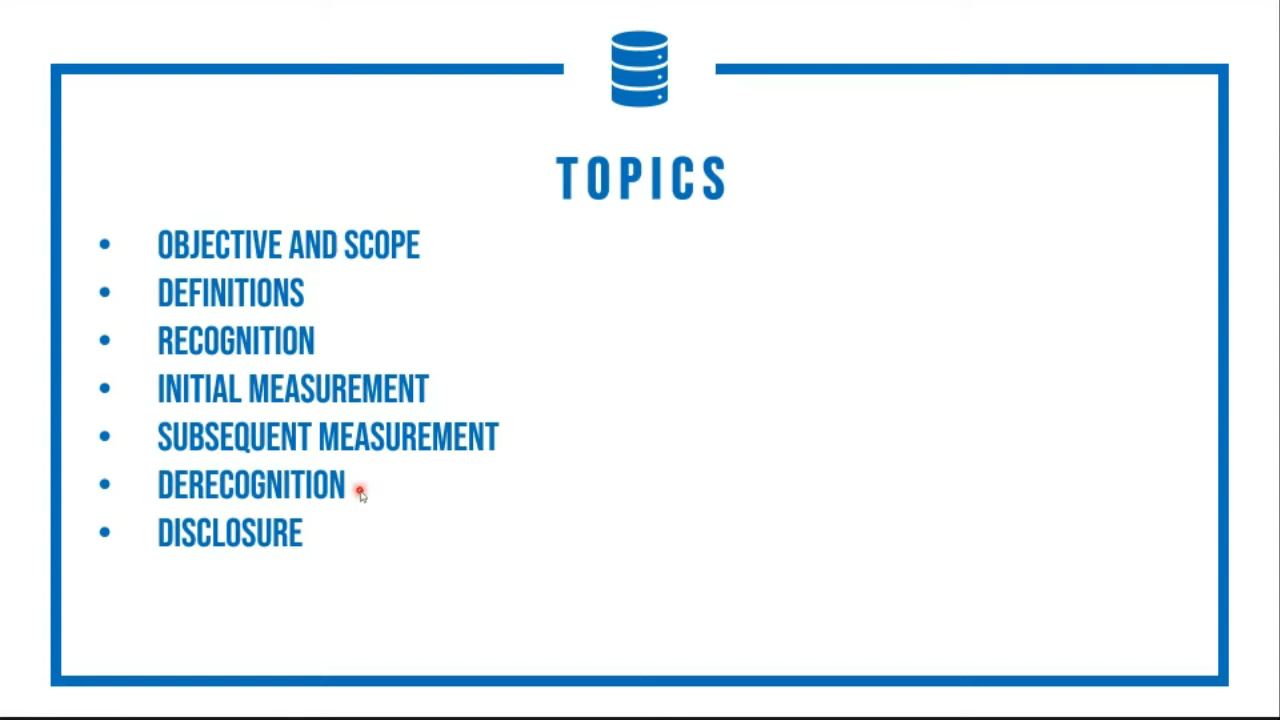 TOPICS
• OBJECTIVE AND SCOPE
• DEFINITIONS
• RECOGNITION
• INITIAL MEASUREMENT
• SUBSEQUENT MEASUREMENT
• DERECOGNITION
• DISCLOSURE